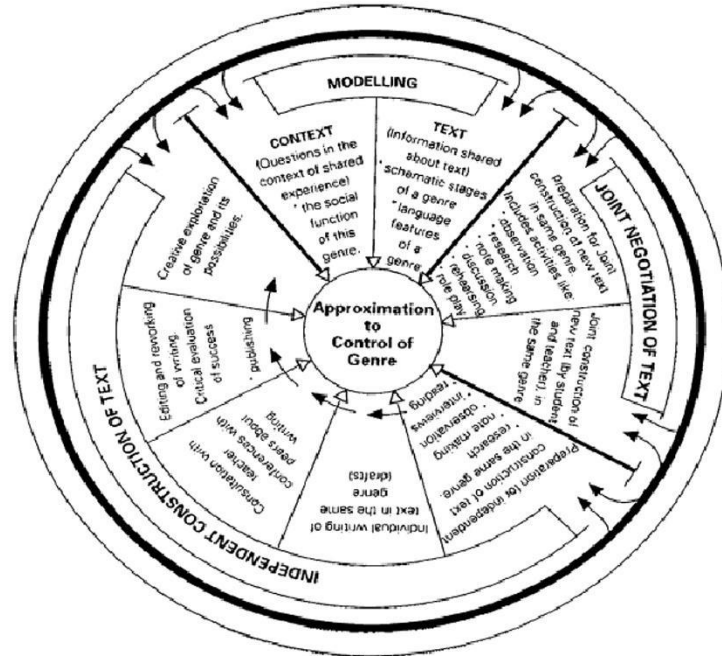 MODELLING
CONTEXT
(Questions in the
context of shared
experience)
* the social
function
of this
genre.
TEXT
(Information shared
about text)
* schematic stages
of a genre
* language
features
of a
genre
JOINT NEGOTIATION OF TEXT
preparation for Joint
construction of new text
in same genre.
Includes activities like:
* observation
* research
* note making
* discussion
* rehearsing
* role play
Joint construction of
new text (by student
and teacher), in
the same genre
INDEPENDENT CONSTRUCTION OF TEXT
Preparation for independent
construction of text
in the same genre.
research
* note making
* observation
* interviews
* reading
Individual writing of
text in the same
genre
(drafts)
Consultation with
teacher
conferences with
peers about
writing
Editing and reworking
of writing.
Critical evaluation
of success
* publishing
Creative exploration
of genre and its
possibilities.
Approximation
to
Control of
Genre